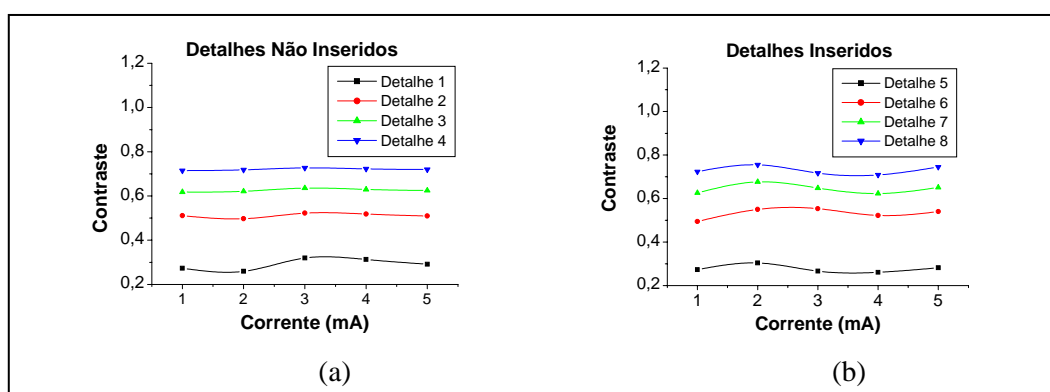 Detalhes Não Inseridos
1,2
1,0
0,8
0,6
0,4
0,2
Contraste
Detalhe 1
Detalhe 2
Detalhe 3
Detalhe 4
1 2 3 4 5
Corrente (mA)
(a)
Detalhes Inseridos
1,2
1,0
0,8
0,6
0,4
0,2
Contraste
Detalhe 5
Detalhe 6
Detalhe 7
Detalhe 8
1 2 3 4 5
Corrente (mA)
(b)